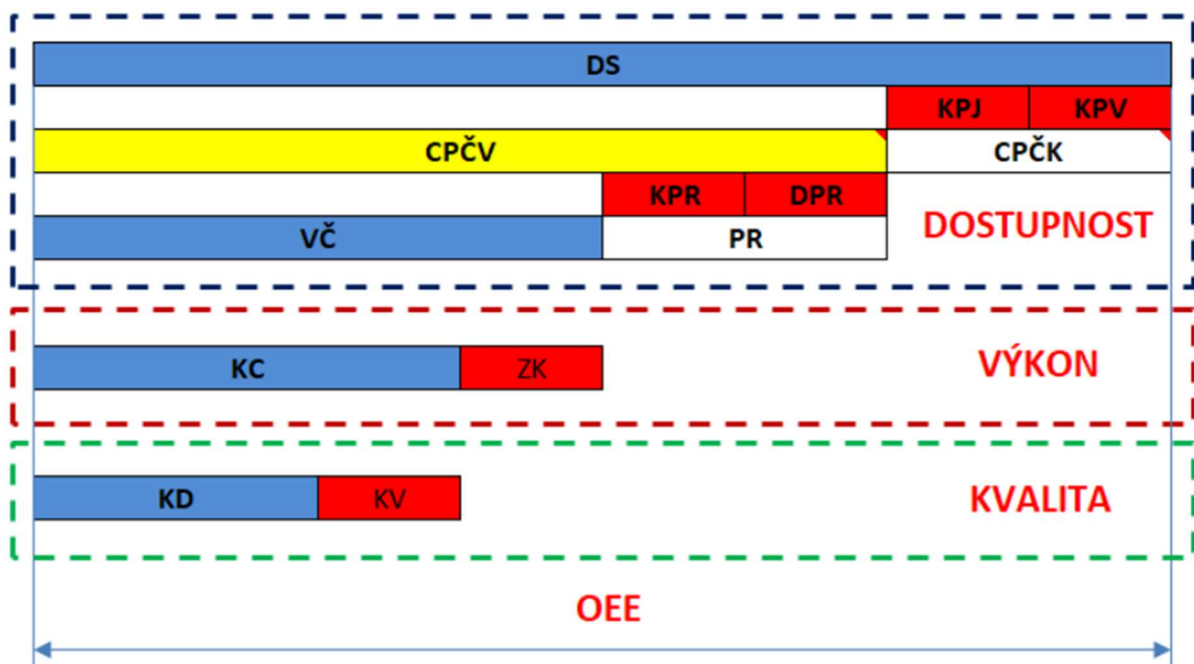 DS
KPJ KPV
CPČV CPČK
KPR DPR
DOSTUPNOST
VČ PR
KC ZK VÝKON
KD KV KVALITA
OEE